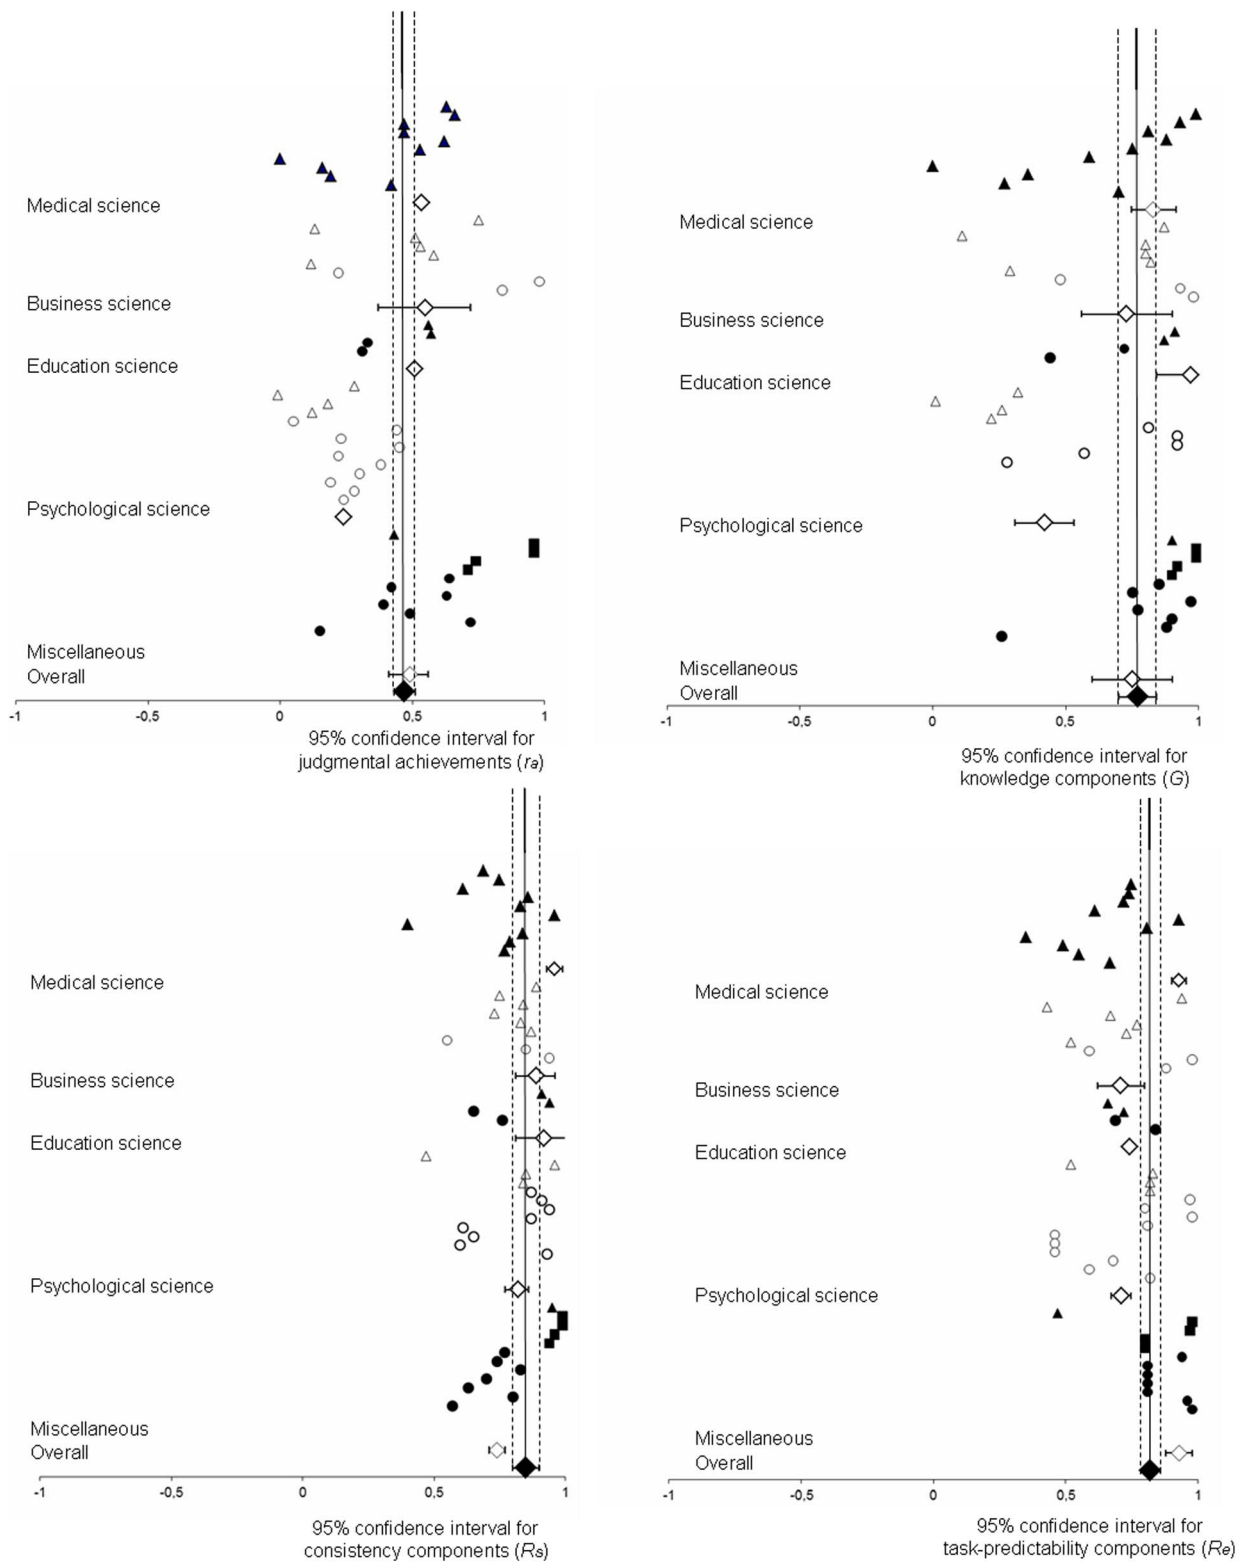 Medical science
Business science
Education science
Psychological science
Miscellaneous
Overall
-1 -0,5 0 0,5 1
95% confidence interval for
judgmental achievements (ra)
Medical science
Business science
Education science
Psychological science
Miscellaneous
Overall
-1 -0,5 0 0,5 1
95% confidence interval for
knowledge components (G)
Medical science
Business science
Education science
Psychological science
Miscellaneous
Overall
-1 -0,5 0 0,5 1
95% confidence interval for
consistency components (Rs)
Medical science
Business science
Education science
Psychological science
Miscellaneous
Overall
-1 -0,5 0 0,5 1
95% confidence interval for
task-predictability components (Re)